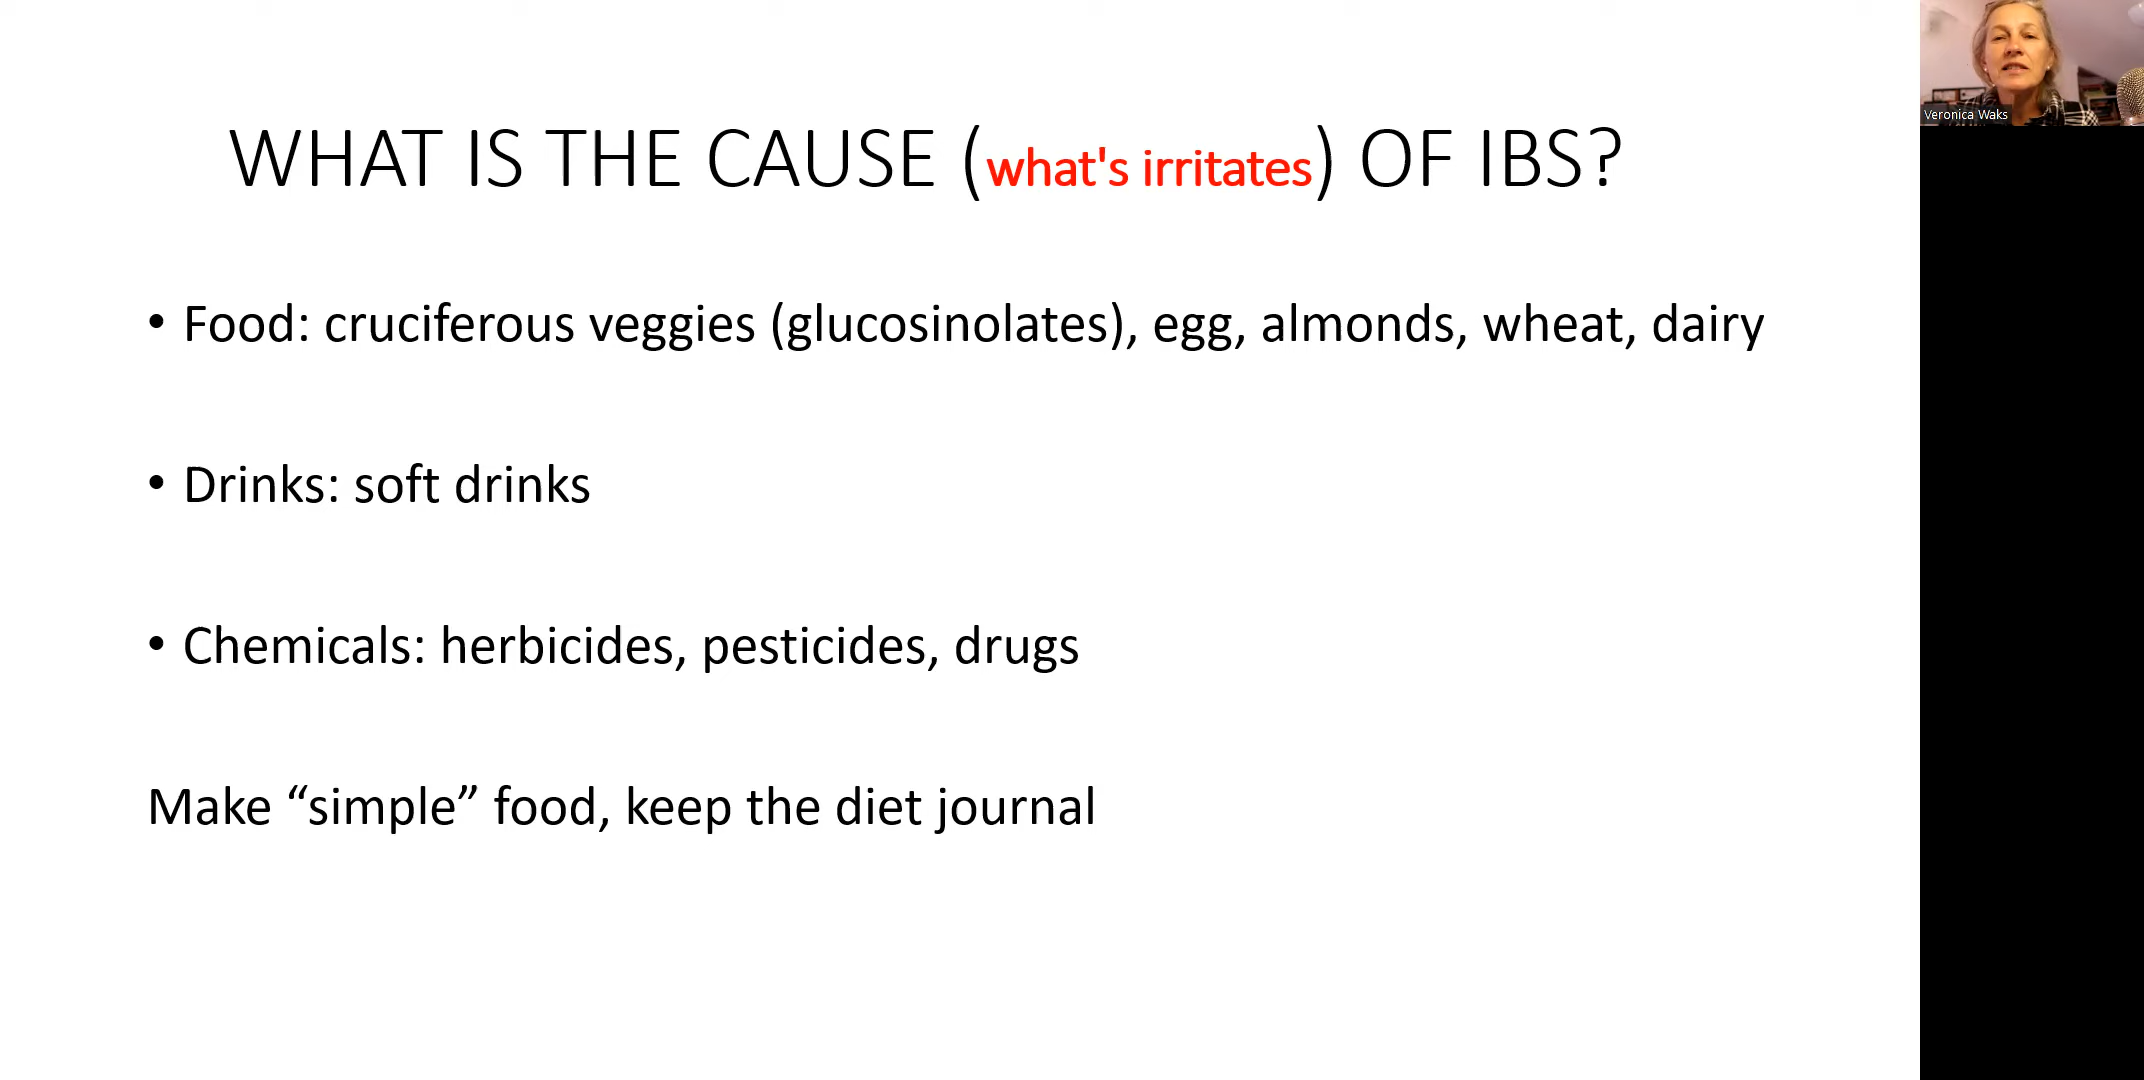 WHAT IS THE CAUSE (what's irritates) OF IBS?
• Food: cruciferous veggies (glucosinolates), egg, almonds, wheat, dairy
• Drinks: soft drinks
• Chemicals: herbicides, pesticides, drugs
Make “simple” food, keep the diet journal
Veronica Waks